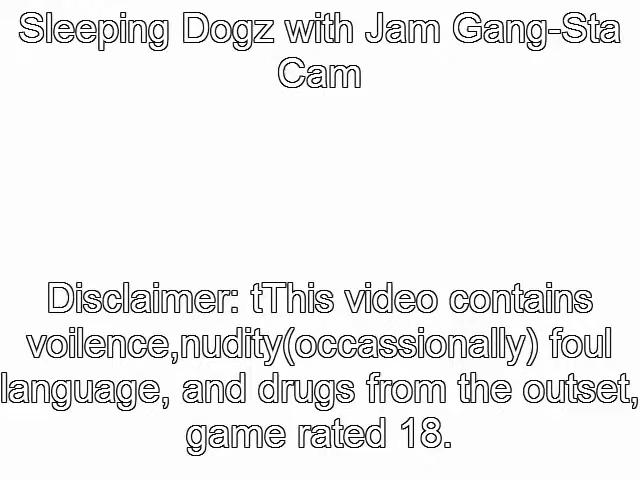 Sleeping Dogz with Jam Gang-Sta
Cam
Disclaimer: tThis video contains
voilence,nudity(occassionally) foul
language, and drugs from the outset,
game rated 18.